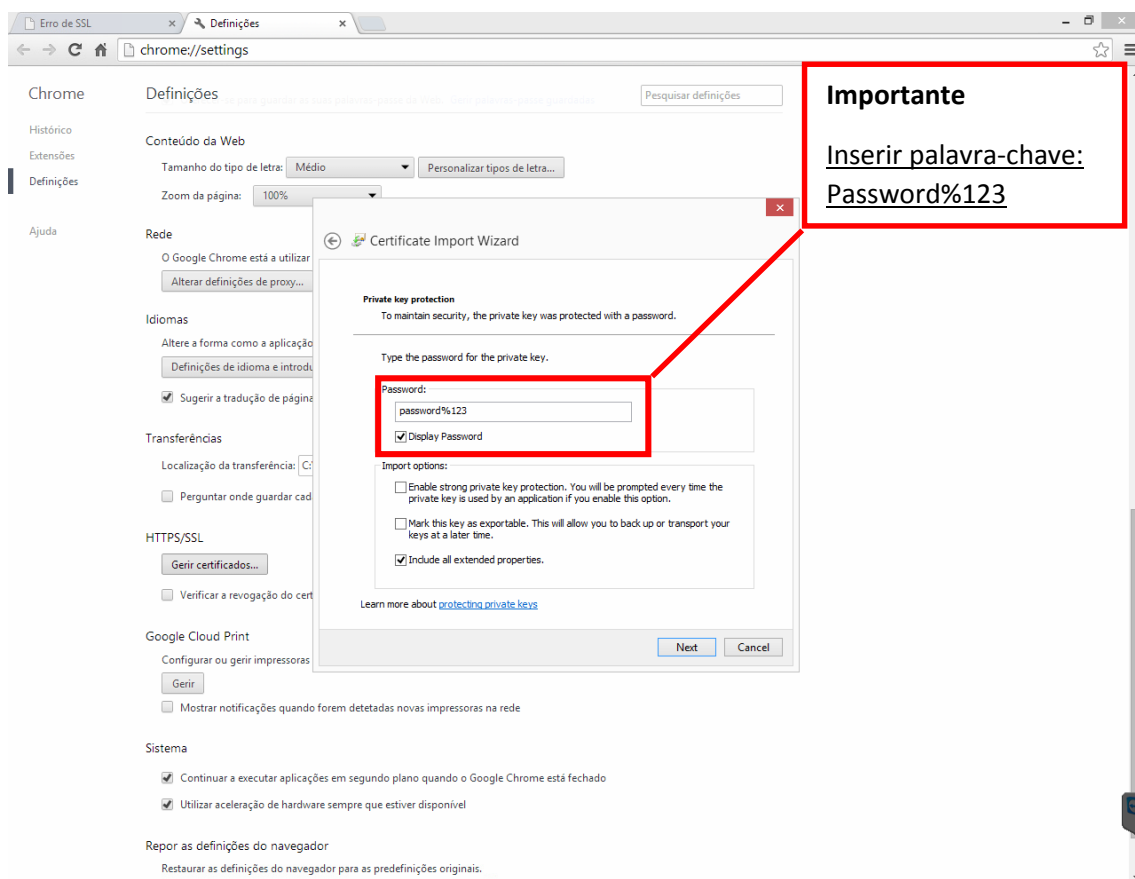 Erro de SSL
Definições
chrome://settings
Chrome
Histórico
Extensões
Definições
Ajuda
Definições
Pesquisar definições
Conteúdo da Web
Tamanho do tipo de letra: Médio Personalizar tipos de letra...
Zoom da página: 100%
Rede
O Google Chrome está a utilizar
Alterar definições de proxy...
Idiomas
Altere a forma como a aplicação
Definições de idioma e introdu
Sugerir a tradução de página
Transferências
Localização da transferência: C:
Perguntar onde guardar cad
HTTPS/SSL
Gerir certificados...
Verificar a revogação do cert
Google Cloud Print
Configurar ou gerir impressoras
Gerir
Mostrar notificações quando forem detetadas novas impressoras na rede
Sistema
Continuar a executar aplicações em segundo plano quando o Google Chrome está fechado
Utilizar aceleração de hardware sempre que estiver disponível
Repor as definições do navegador
Restaurar as definições do navegador para as predefinições originais.
Certificate Import Wizard
Private key protection
To maintain security, the private key was protected with a password.
Type the password for the private key.
Password:
password%123
Display Password
Import options:
Enable strong private key protection. You will be prompted every time the
private key is used by an application if you enable this option.
Mark this key as exportable. This will allow you to back up or transport your
keys at a later time.
Include all extended properties.
Learn more about protecting private keys
Next Cancel
Importante
Inserir palavra-chave:
Password%123